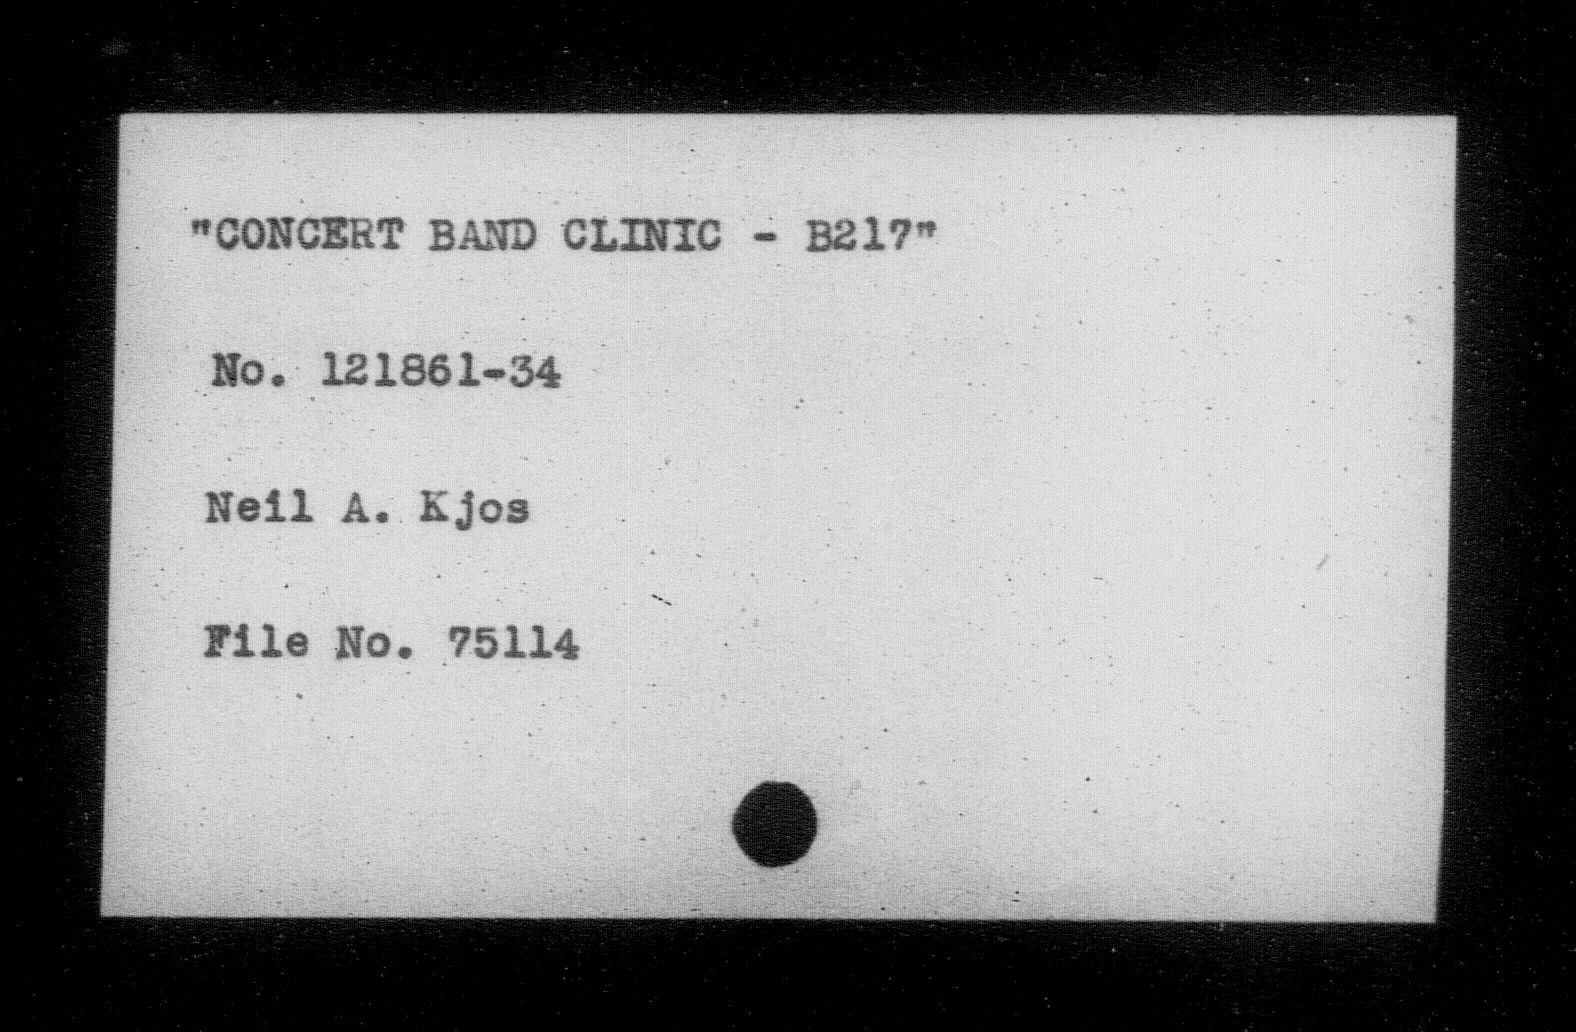 "CONCERT BAND CLINIC - B217"
No. 121861-34
Neil A. Kjos
File No. 75114